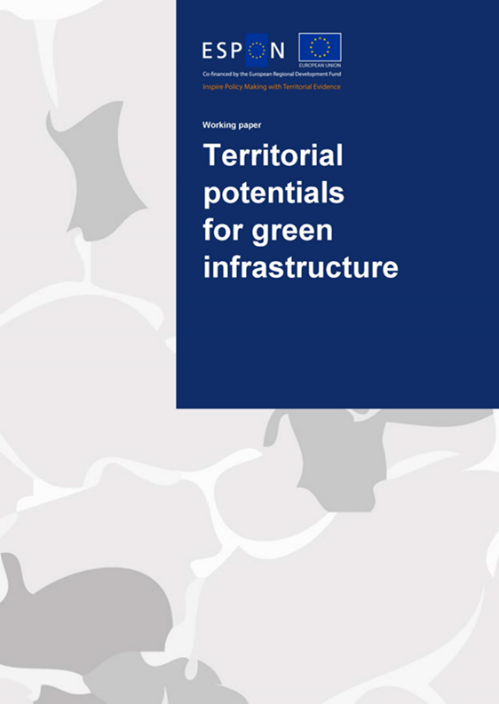 ESPON
EUROPEAN UNION
Co-financed by the European Regional Development Fund
Inspire Policy Making with Territorial Evidence
Working paper
Territorial
potentials
for green
infrastructure